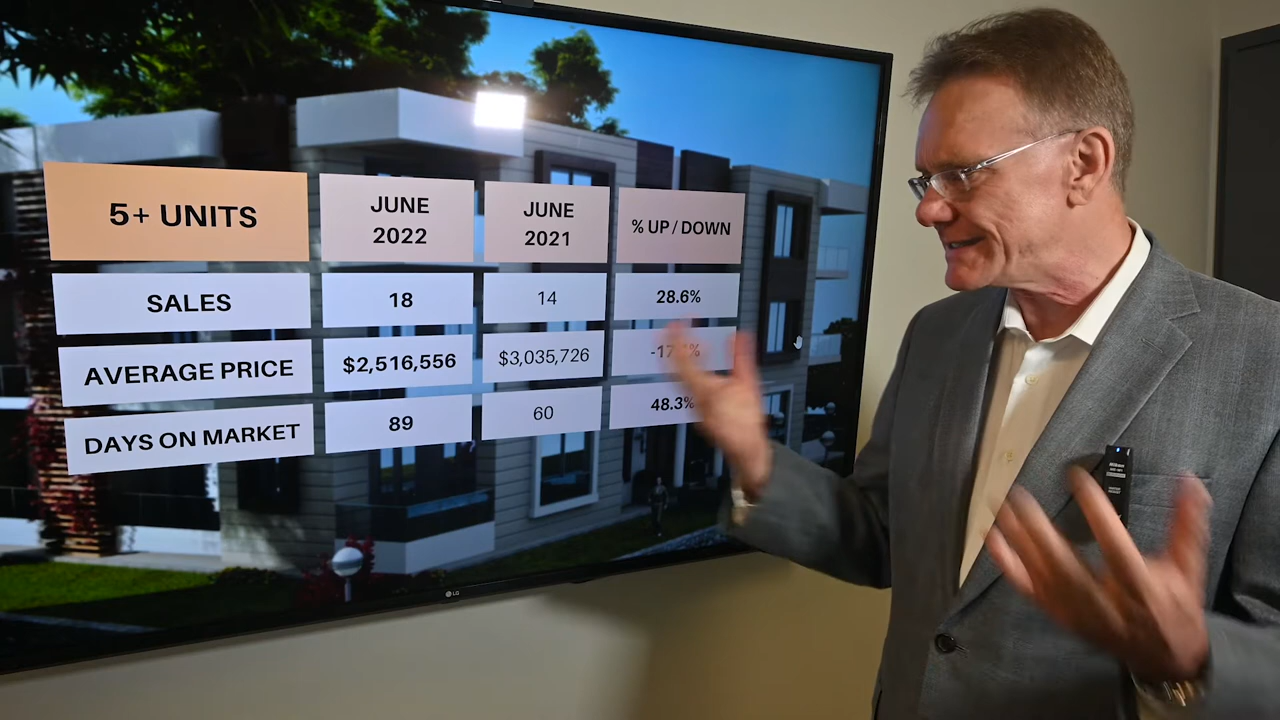 5+ UNITS
JUNE
2022
JUNE
2021
% UP / DOWN
SALES
18
14
28.6%
AVERAGE PRICE
$2,516,556
$3,035,726
DAYS ON MARKET
89
60
48.3%
LG